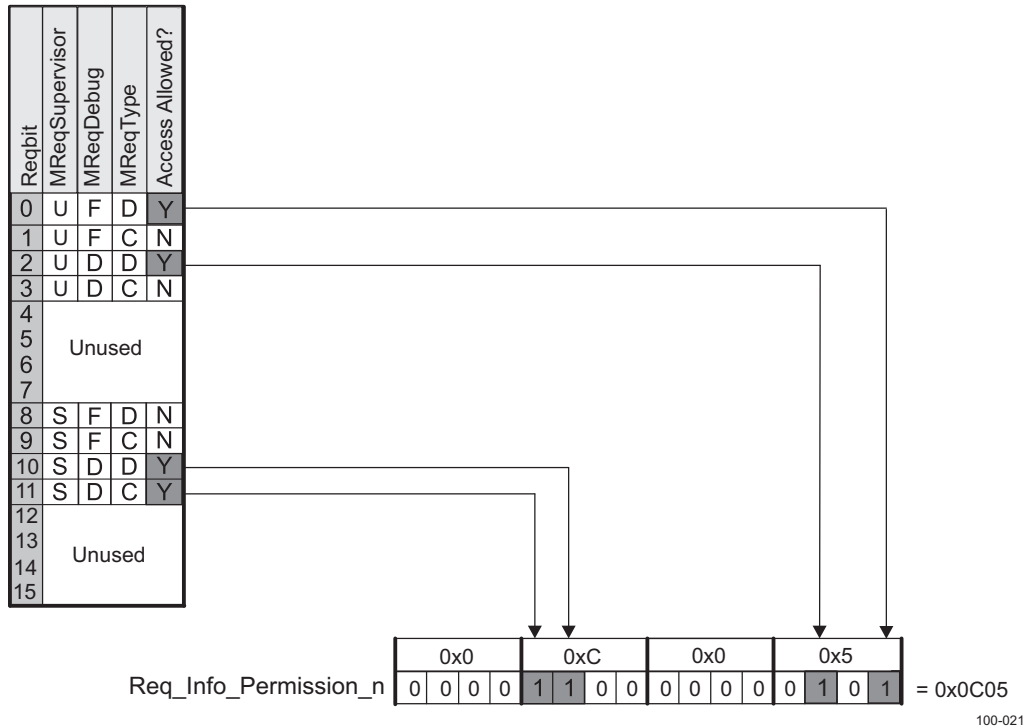 Reqbit MReqSupervisor MReqDebug MReqType Access Allowed?
0 U F D Y
1 U F C N
2 U D D Y
3 U D C N
4
5
Unused
6
7
8 S F D N
9 S F C N
10 S D D Y
11 S D C Y
12
13
Unused
14
15
0x0 0xC 0x0 0x5
Req_Info_Permission_n 0 0 0 0 1 1 0 0 0 0 0 0 0 1 0 1 = 0x0C05
100-021